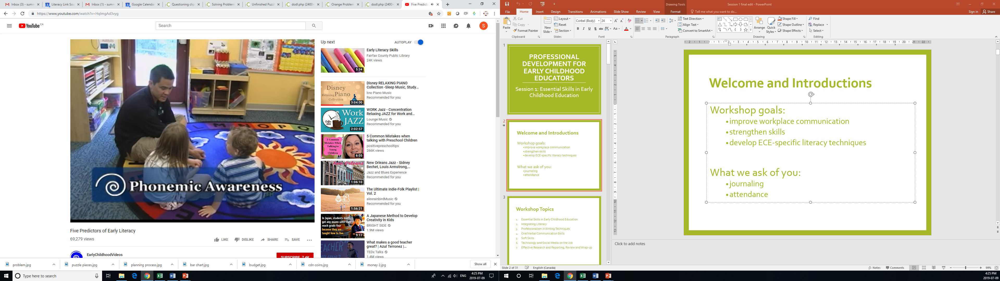 Inbox (3) - summ
Literacy Link Sou
Inbox (1) - summ
Google Calenda
Questioning clip
Solving Problem
Unfinished Puzzl
dodl.php (2400×
Orange Problem
dodl.php (2400×
Five Predicto
https://www.youtube.com/watch?v=HqImgAd3vyg
YouTube CA
Search
S
Phonemic Awareness
Five Predictors of Early Literacy
69,279 views
LIKE
DISLIKE
SHARE
SAVE
EarlyChildhoodVideos
SUBSCRIBE 7.4K
Up next
AUTOPLAY
Early Literacy Skills
Fairfax County Public Library
24K views
5:34
Disney
Relaxing Piano
Collection
3:04:00
Disney RELAXING PIANO
Collection -Sleep Music, Study...
kno Piano Music
Recommended for you
Work
JAZZ
Coffee
JAZZ
2:02:57
WORK Jazz - Concentration
Relaxing JAZZ for Work and...
Lounge Music
Recommended for you
5 Common
Mistakes When
Talking to
Young
Children
6:05
5 Common Mistakes when
talking with Preschool Children
positivepreschooltips
266K views
New Orleans
1:06:10
New Orleans Jazz - Sidney
Bechet, Louis Armstrong,...
Jazz and Blues Experience
Recommended for you
1:56:21
The Ultimate Indie-Folk Playlist |
Vol. 2
alexrainbirdMusic
Recommended for you
In Japan, students don't
get any exams until they
reach grade four
because they are
taught how to live.
9:17
A Japanese Method to Develop
Creativity in Kids
BRIGHT SIDE
1.9M views
What makes a good teacher
great? | Azul Terronez |...
TEDx Talks
1.4M views
problem.jpg
puzzle pieces.jpg
planning process.jpg
bar chart.jpg
budget.jpg
cdn coins.jpg
money 2.jpg
Show all
Type here to search
ENG
4:25 PM
2019-07-09
Drawing Tools
Session 1 final edit - PowerPoint
File
Home
Insert
Design
Transitions
Animations
Slide Show
Review
View
Format
Tell me what you want to do...
Sign in
Share
Paste
Cut
Copy
Format Painter
Clipboard
New
Slide
Layout
Reset
Section
Slides
Corbel (Body)
24
B I U S abc AV Aa A
Font
Text Direction
Align Text
Convert to SmartArt
Paragraph
Arrange
Quick
Styles
Shape Fill
Shape Outline
Shape Effects
Drawing
Find
Replace
Select
Editing
1
PROFESSIONAL
DEVELOPMENT FOR
EARLY CHILDHOOD
EDUCATORS
Session 1: Essential Skills in Early
Childhood Education
2
Welcome and Introductions
Workshop goals:
•improve workplace communication
•strengthen skills
•develop ECE-specific literacy techniques
What we ask of you:
•journaling
•attendance
3
Workshop Topics
1. Essential Skills in Early Childhood Education
2. Integrating Literacy
3. Professionalism in Writing Techniques
4. Oral/Verbal Communication Skills
5. Soft Skills
6. Technology and Social Media on the Job
7. Effective Research and Reporting, Review and Wrap-up
Welcome and Introductions
Workshop goals:
•improve workplace communication
•strengthen skills
•develop ECE-specific literacy techniques
What we ask of you:
•journaling
•attendance
Click to add notes
Slide 2 of 31
English (Canada)
Notes
Comments
99%
4:25 PM
2019-07-09